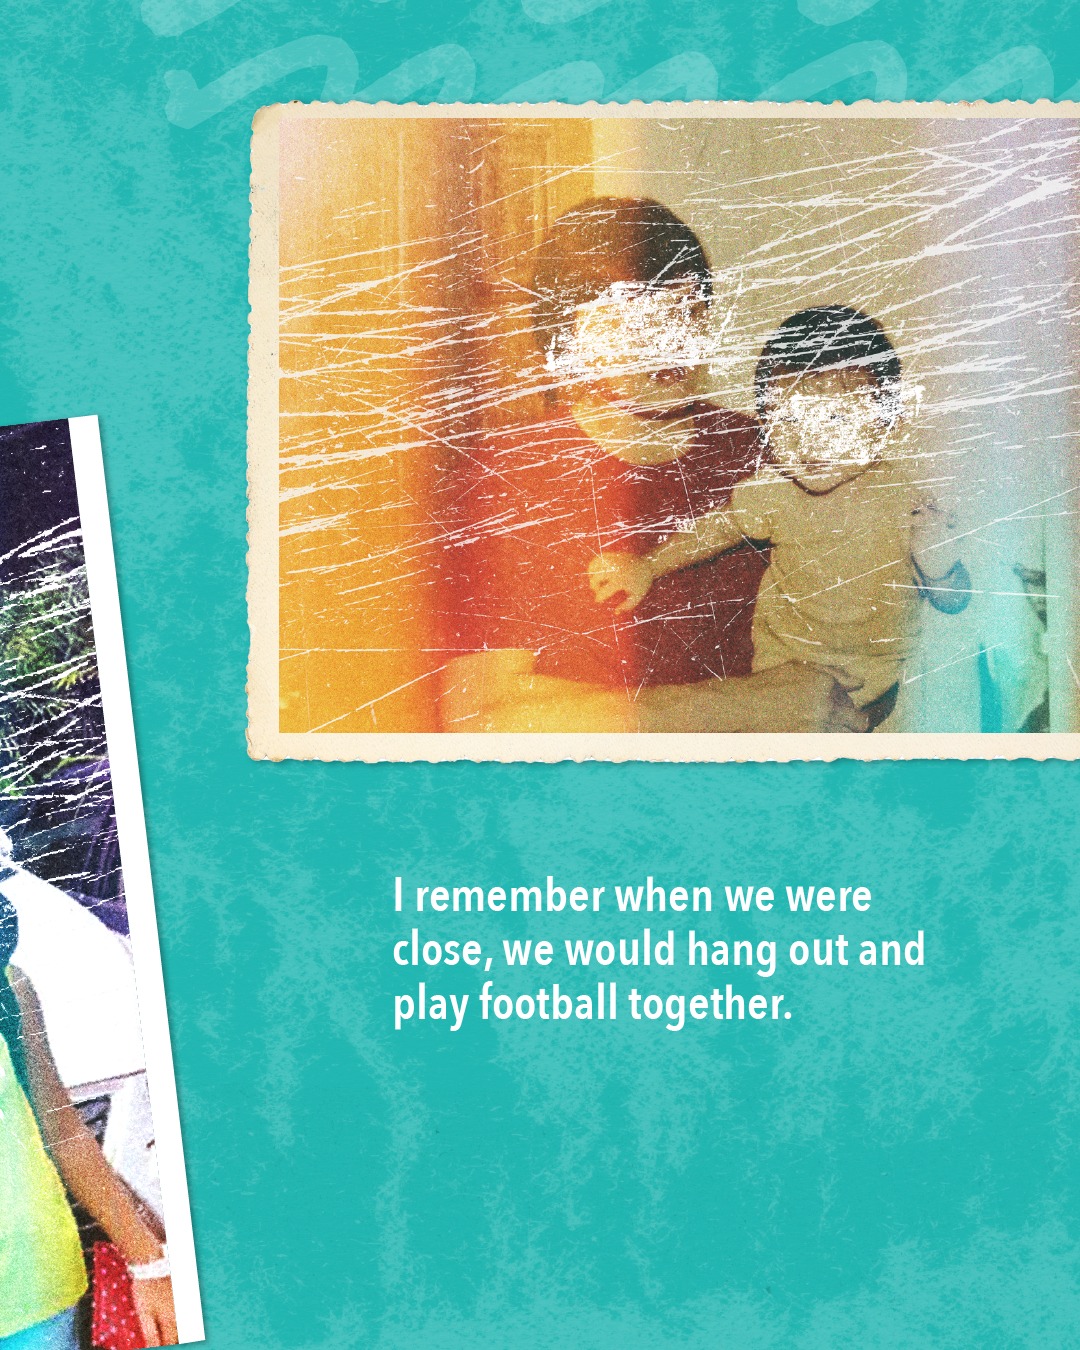 I remember when we were
close, we would hang out and
play football together.